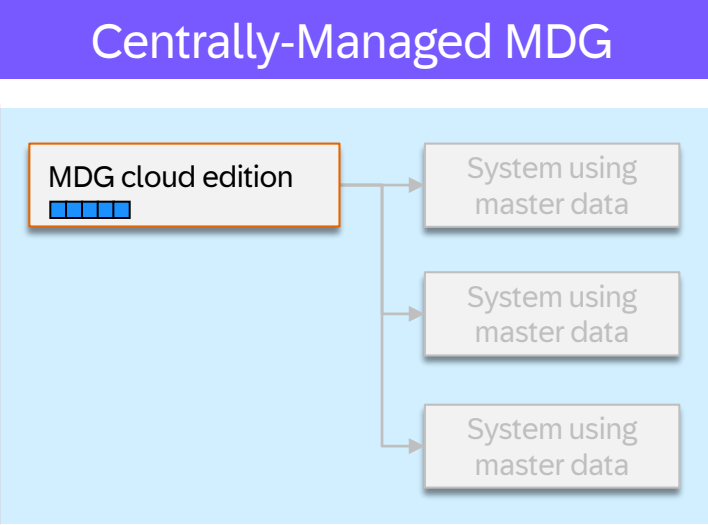 Centrally-Managed MDG
MDG cloud edition
System using
master data
System using
master data
System using
master data